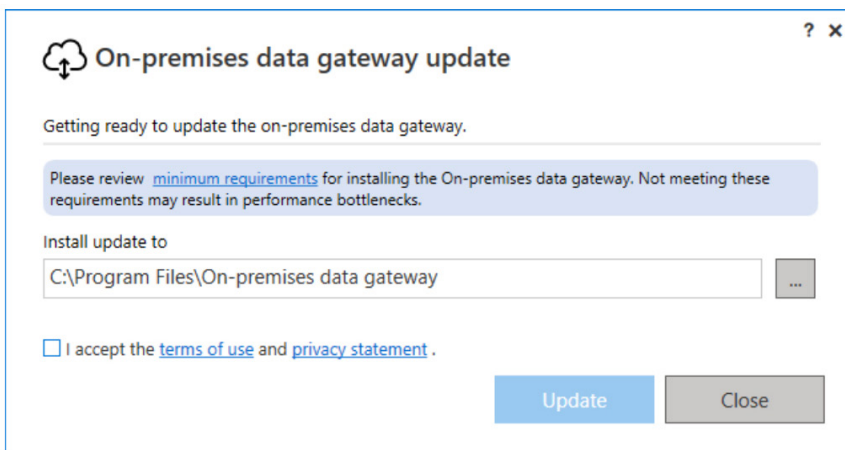 ? ×
On-premises data gateway update
Getting ready to update the on-premises data gateway.
Please review minimum requirements for installing the On-premises data gateway. Not meeting these
requirements may result in performance bottlenecks.
Install update to
C:\Program Files\On-premises data gateway
...
I accept the terms of use and privacy statement .
Update Close